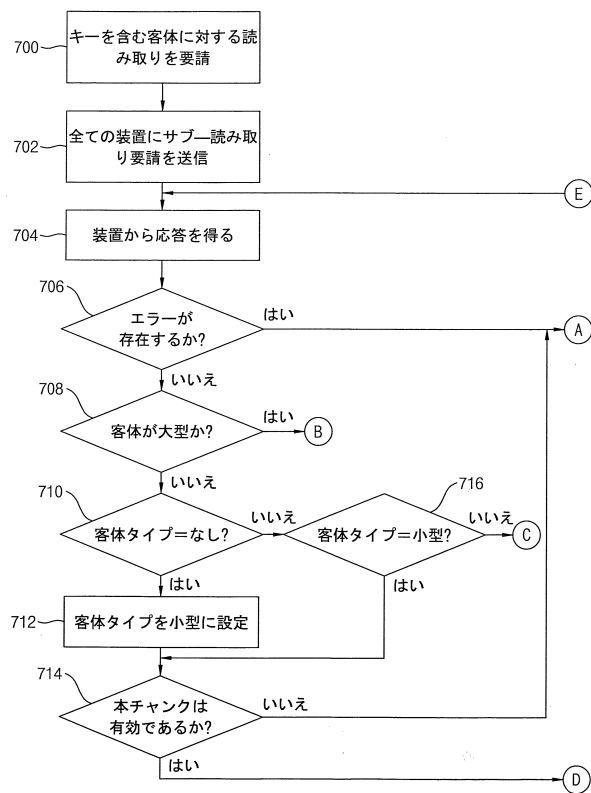 700
キーを含む客体に対する読
み取りを要請
702
全ての装置にサブ―読み取
り要請を送信
E
704
装置から応答を得る
706
エラーが
存在するか?
はい
A
いいえ
708
客体が大型か?
はい
B
いいえ
710
客体タイプ=なし?
いいえ
716
客体タイプ=小型?
いいえ
C
はい
はい
712
客体タイプを小型に設定
714
本チャンクは
有効であるか?
いいえ
はい
D